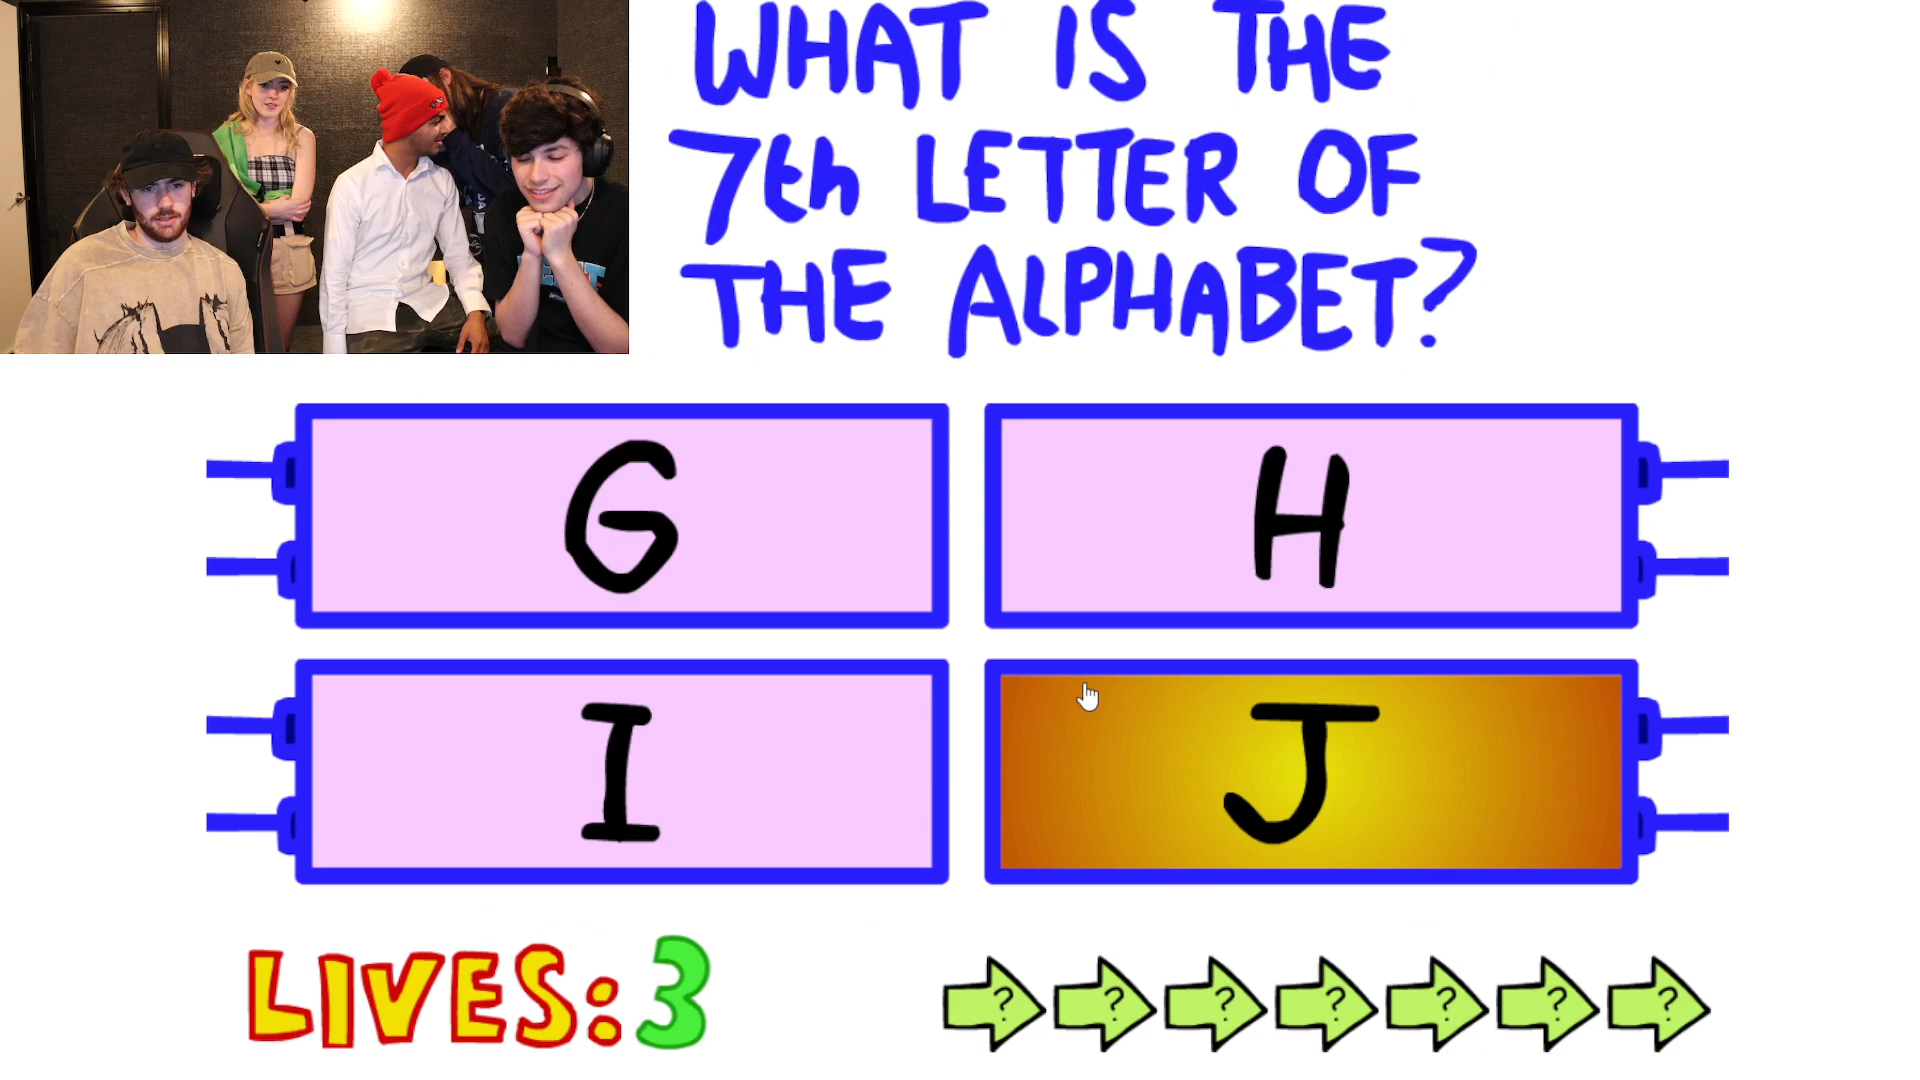 WHAT IS THE
7th LETTER OF
THE ALPHABET?
G
H
I
J
LIVES: 3
? ? ? ? ? ? ?